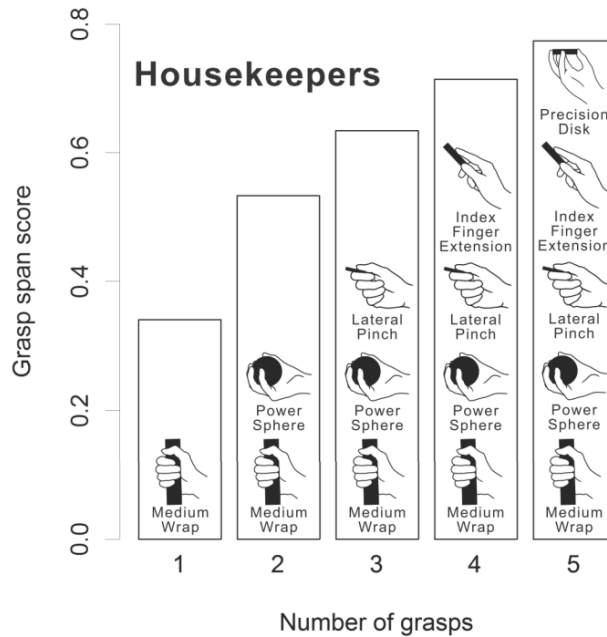 Housekeepers
Grasp span score
0.8
0.6
0.4
0.2
0.0
Medium
Wrap
Power
Sphere
Medium
Wrap
Lateral
Pinch
Power
Sphere
Medium
Wrap
Index
Finger
Extension
Lateral
Pinch
Power
Sphere
Medium
Wrap
Precision
Disk
Index
Finger
Extension
Lateral
Pinch
Power
Sphere
Medium
Wrap
1 2 3 4 5
Number of grasps